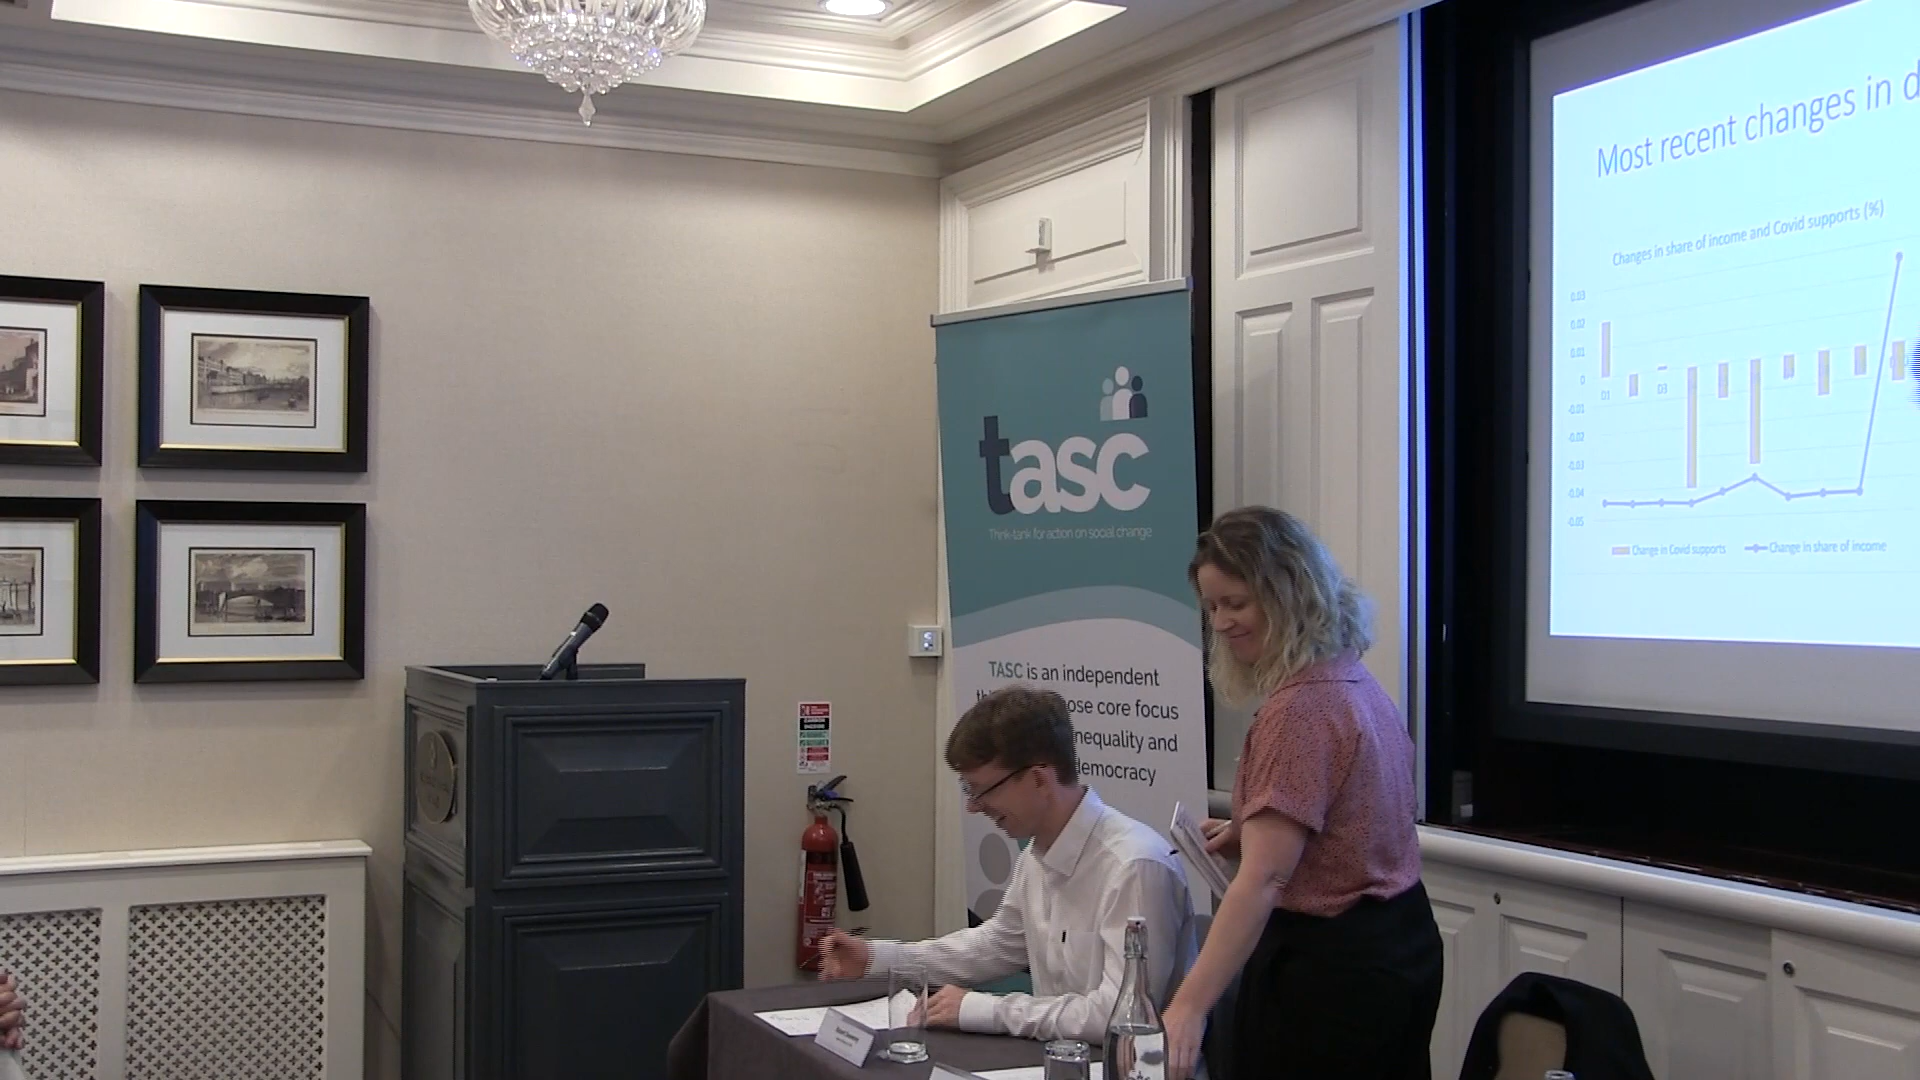 Most recent changes in d
Changes in share of income and Covid supports (%)
0.03
0.02
0.01
0
-0.01
-0.02
-0.03
-0.04
-0.05
D1
D3
Change in Covid supports
Change in share of income
tasc
Think-tank for action on social change
TASC is an independent
ose core focus
nequality and
democracy